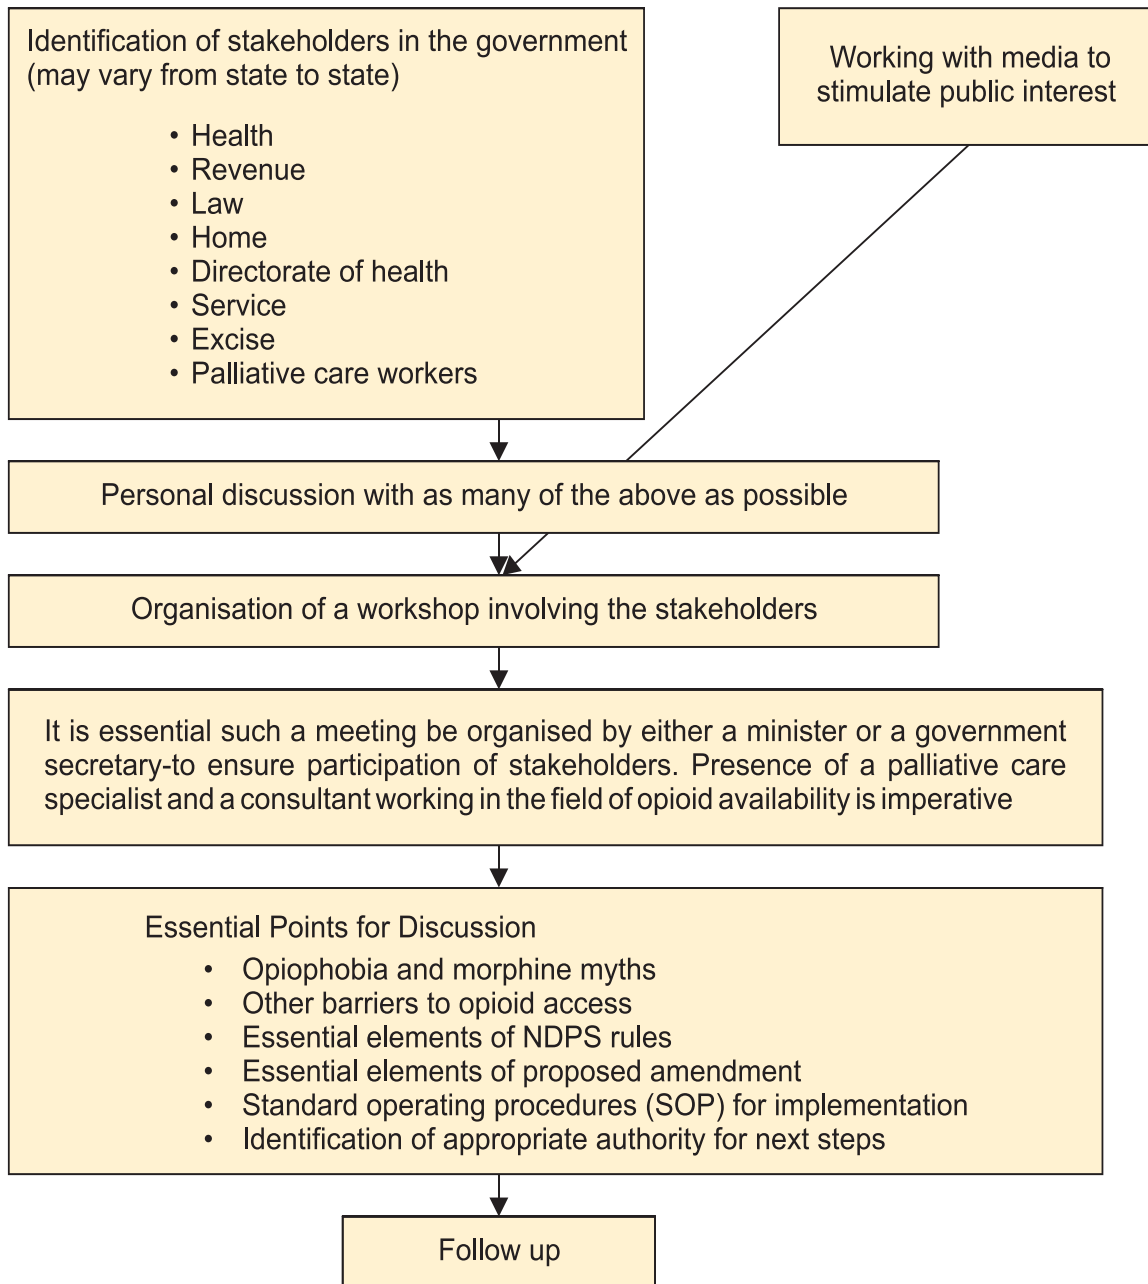 Identification of stakeholders in the government
(may vary from state to state)
• Health
• Revenue
• Law
• Home
• Directorate of health
• Service
• Excise
• Palliative care workers
Working with media to
stimulate public interest
Personal discussion with as many of the above as possible
Organisation of a workshop involving the stakeholders
It is essential such a meeting be organised by either a minister or a government
secretary-to ensure participation of stakeholders. Presence of a palliative care
specialist and a consultant working in the field of opioid availability is imperative
Essential Points for Discussion
• Opiophobia and morphine myths
• Other barriers to opioid access
• Essential elements of NDPS rules
• Essential elements of proposed amendment
• Standard operating procedures (SOP) for implementation
• Identification of appropriate authority for next steps
Follow up